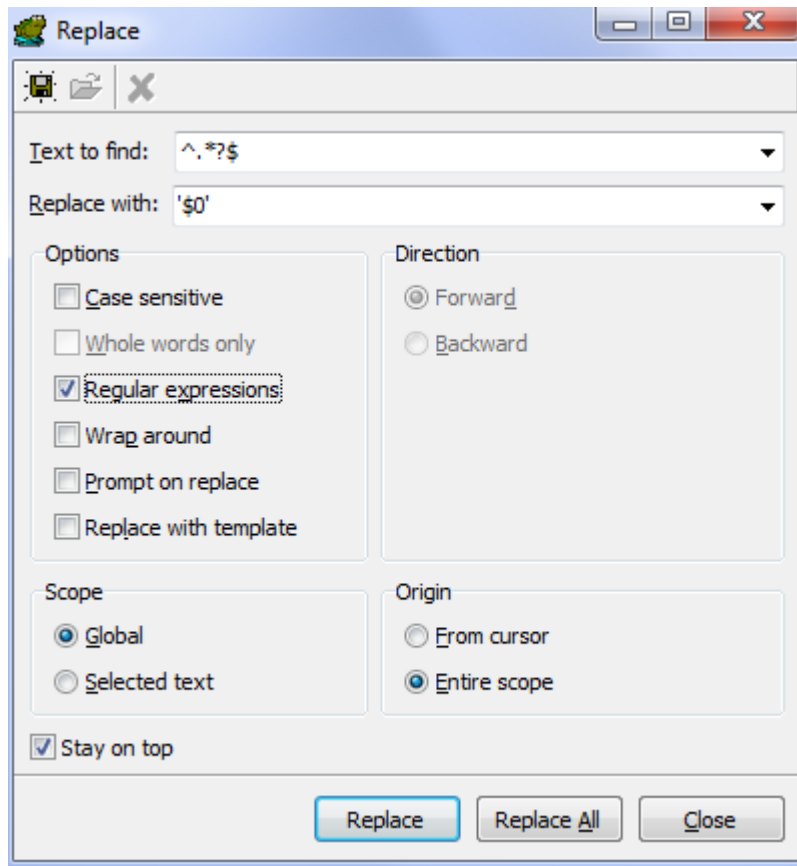 Replace
Text to find: ^.*?$
Replace with: '$0'
Options
Case sensitive
Whole words only
Regular expressions
Wrap around
Prompt on replace
Replace with template
Direction
Forward
Backward
Scope
Global
Selected text
Origin
From cursor
Entire scope
Stay on top
Replace Replace All Close